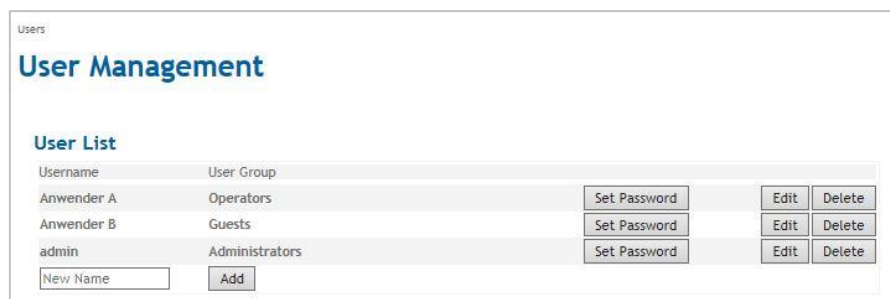 Users
User Management
User List
Username User Group
Anwender A Operators Set Password Edit Delete
Anwender B Guests Set Password Edit Delete
admin Administrators Set Password Edit Delete
New Name Add